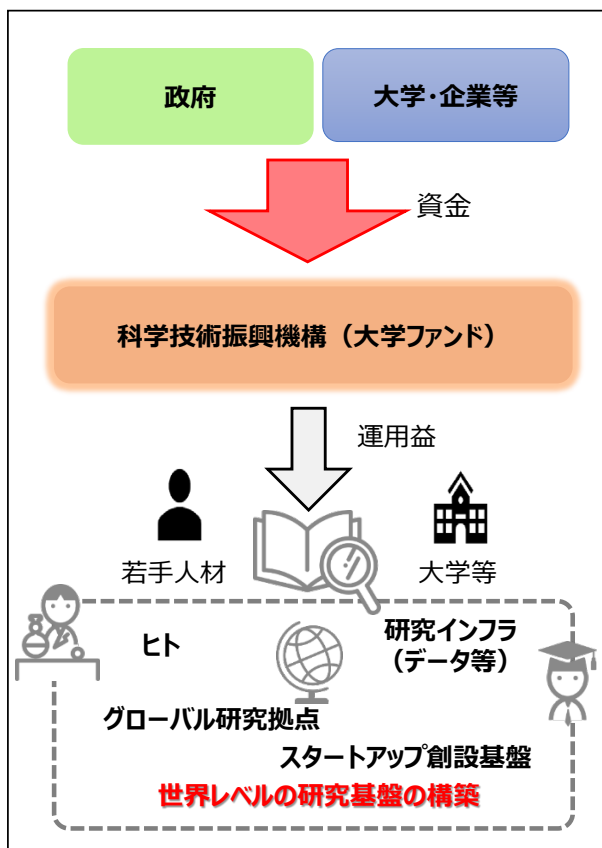 政府
大学・企業等
資金
科学技術振興機構（大学ファンド）
運用益
若手人材
大学等
ヒト
研究インフラ
（データ等）
グローバル研究拠点
スタートアップ創設基盤
世界レベルの研究基盤の構築